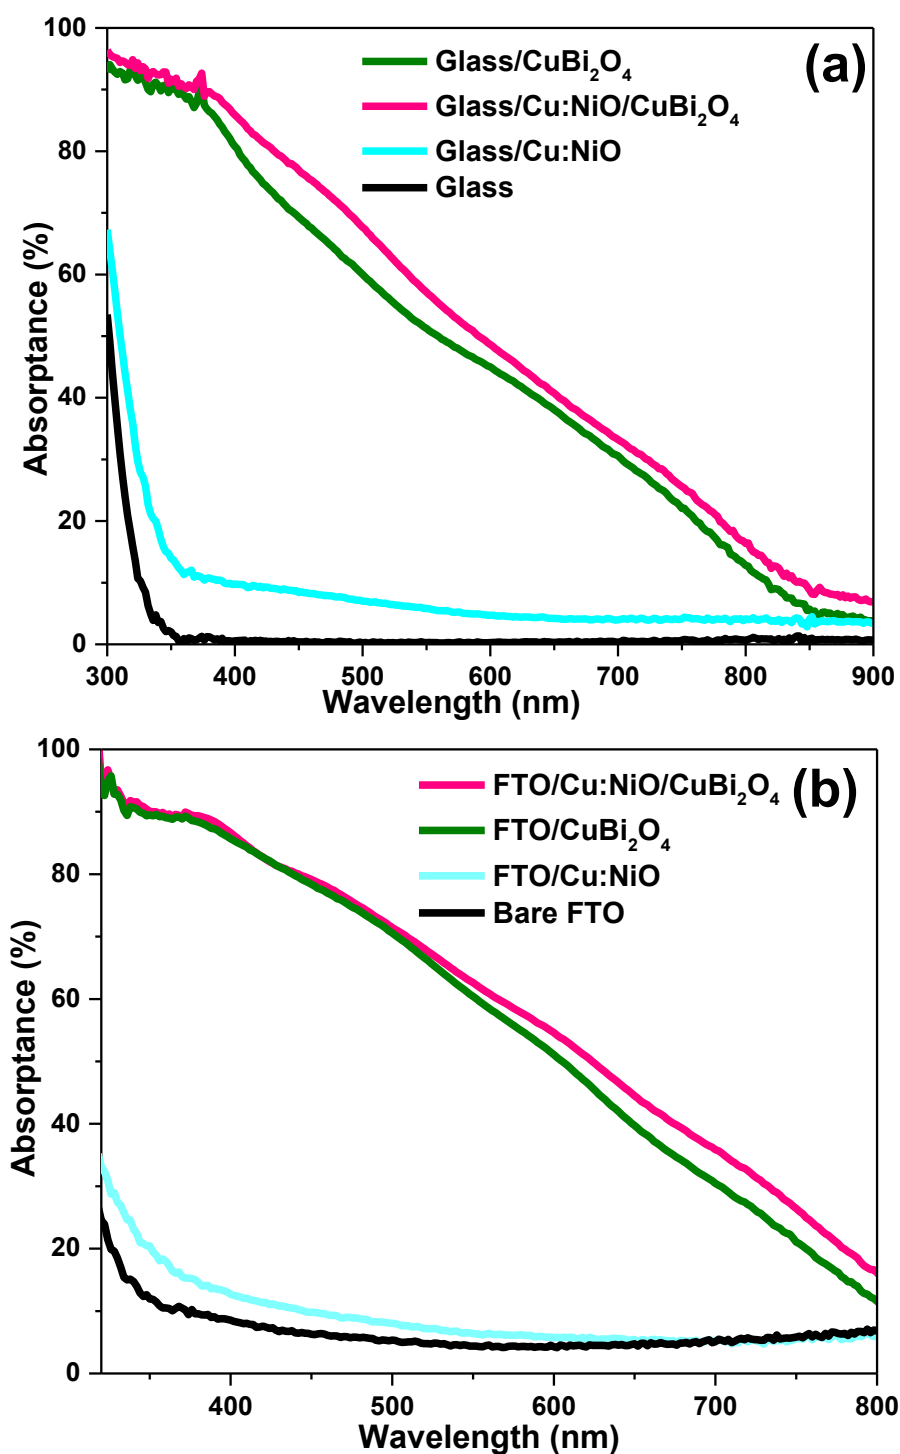 (a)
Glass/CuBi₂O₄
Glass/Cu:NiO/CuBi₂O₄
Glass/Cu:NiO
Glass
Absorptance (%)
100
80
60
40
20
0
300 400 500 600 700 800 900
Wavelength (nm)
(b)
FTO/Cu:NiO/CuBi₂O₄
FTO/CuBi₂O₄
FTO/Cu:NiO
Bare FTO
Absorptance (%)
100
80
60
40
20
0
400 500 600 700 800
Wavelength (nm)